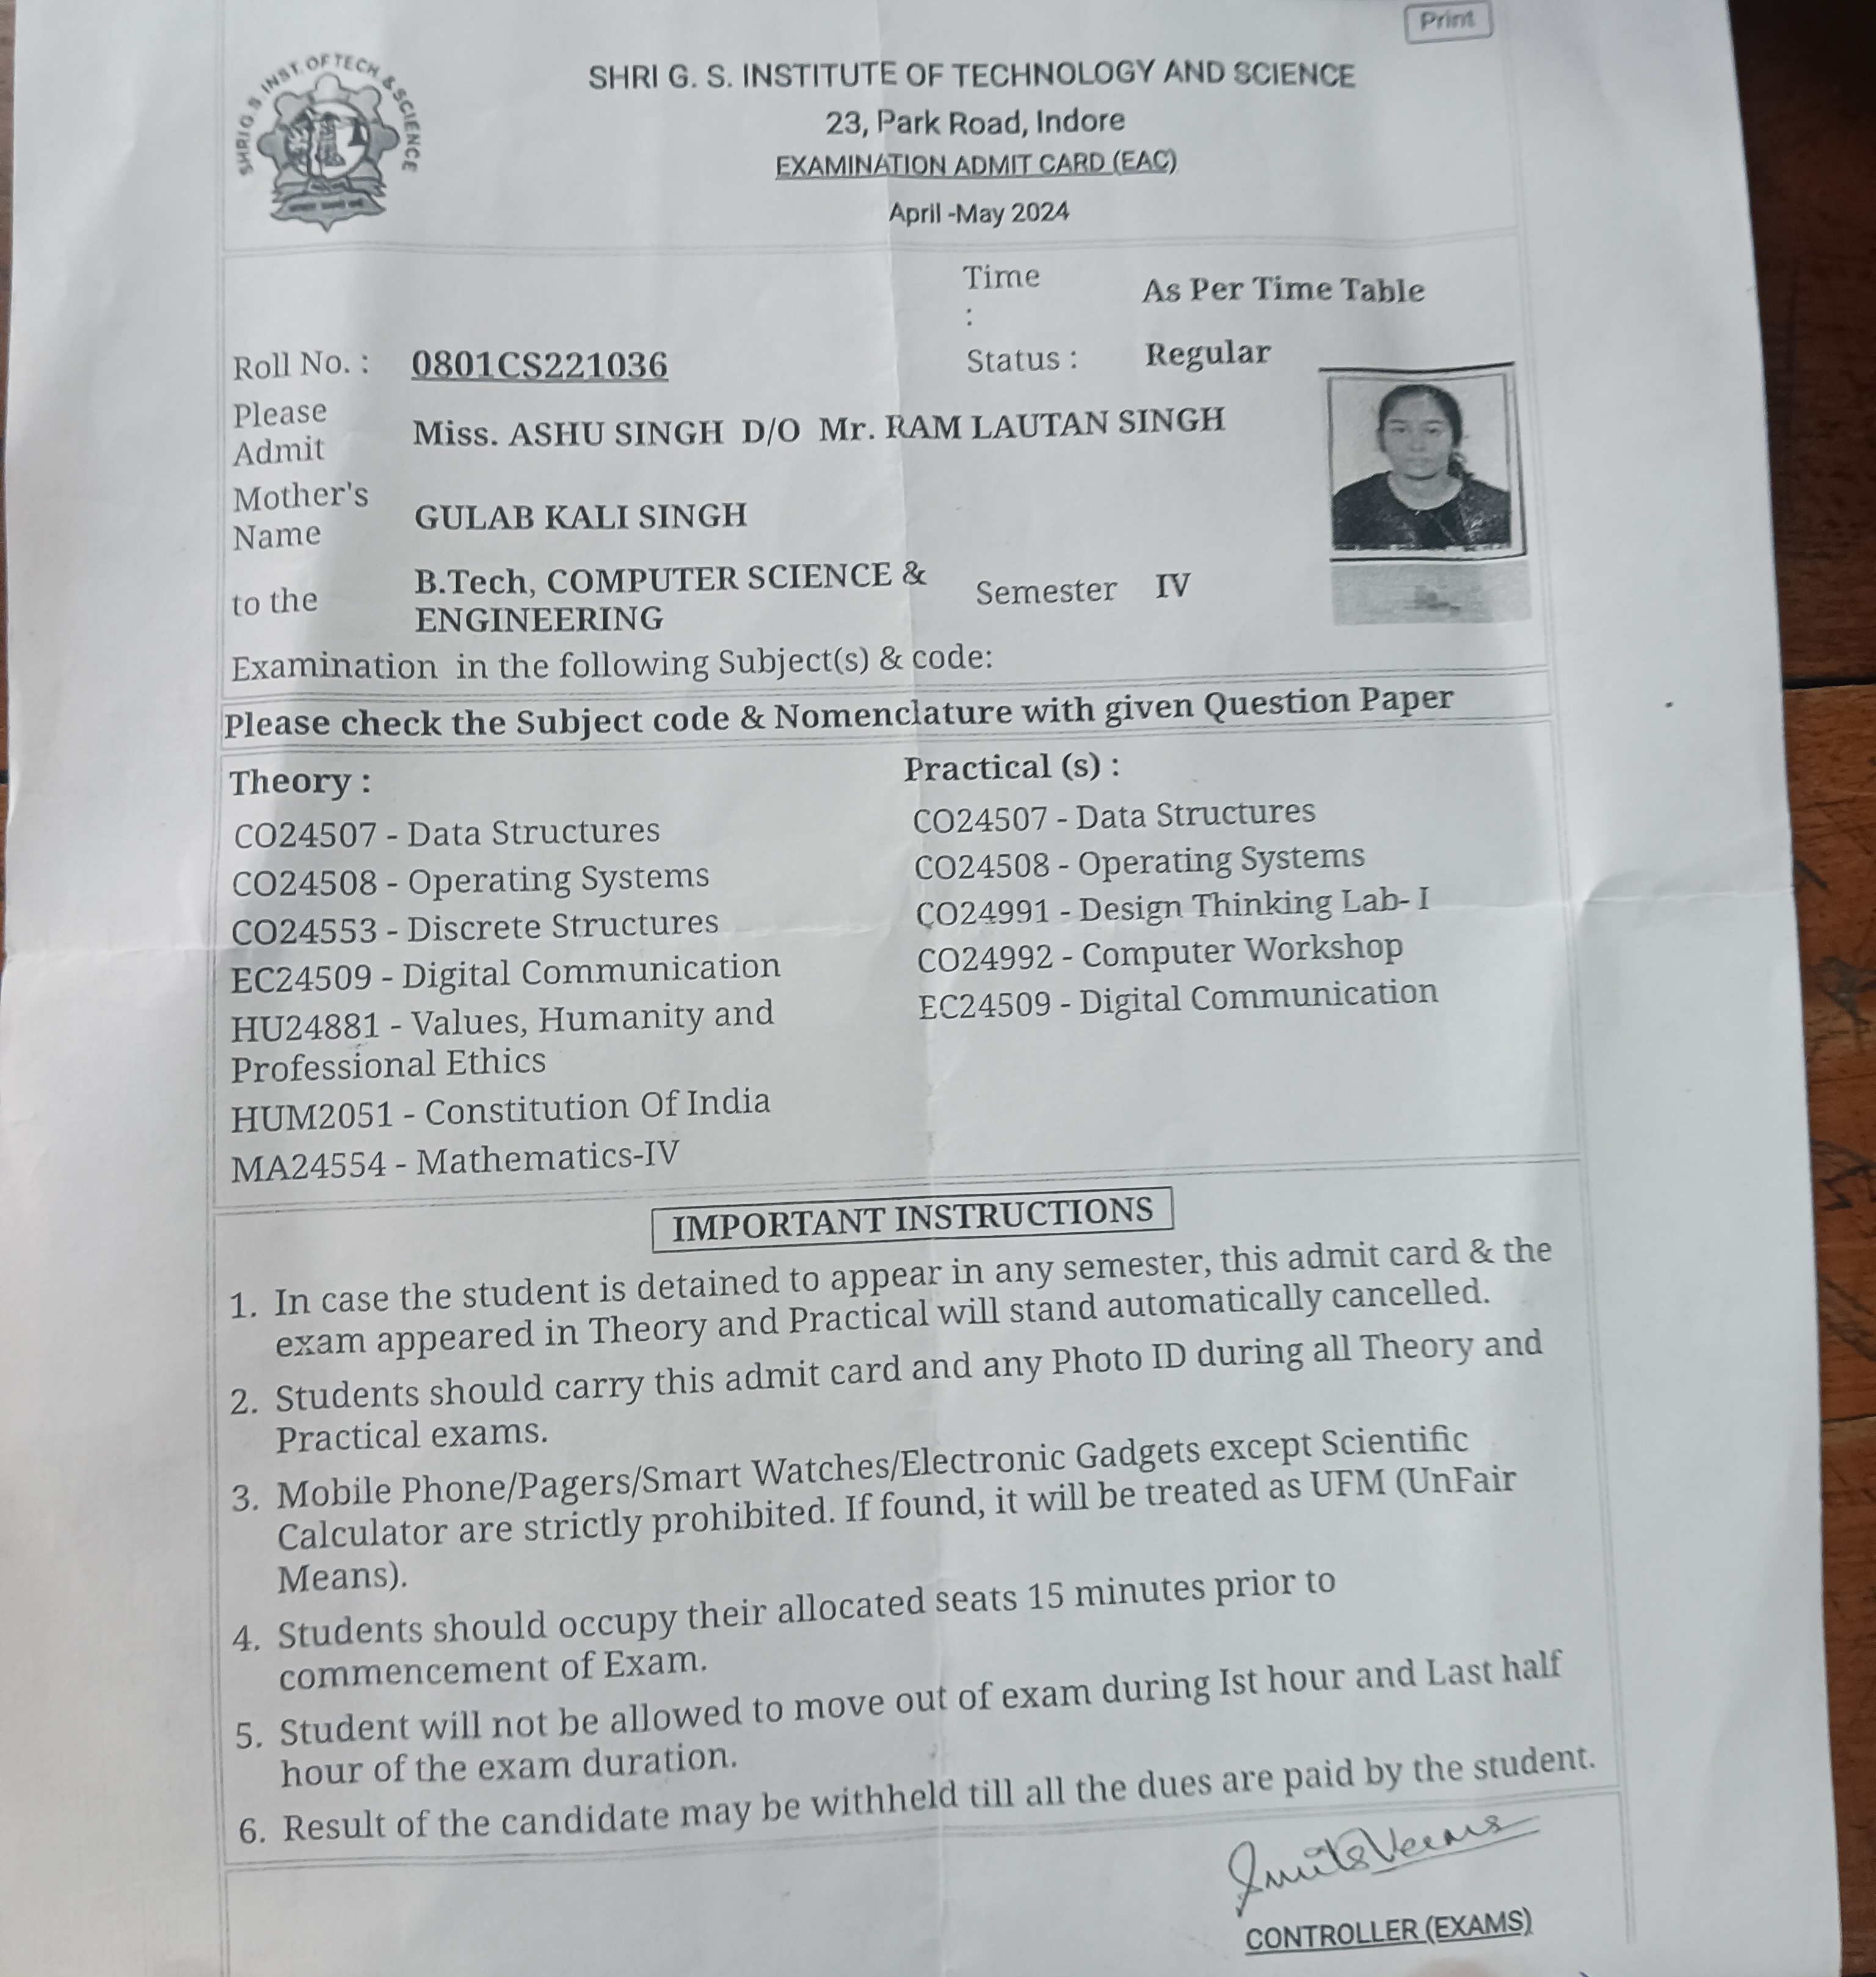 Print
SHRI G. S. INST. OF TECH. & SCIENCE
SHRI G. S. INSTITUTE OF TECHNOLOGY AND SCIENCE
23, Park Road, Indore
EXAMINATION ADMIT CARD (EAC)
April -May 2024
Time : As Per Time Table
Roll No. : 0801CS221036 Status : Regular
Please Admit Miss. ASHU SINGH D/O Mr. RAM LAUTAN SINGH
Mother's Name GULAB KALI SINGH
to the B.Tech, COMPUTER SCIENCE & ENGINEERING Semester IV
Examination in the following Subject(s) & code:
Please check the Subject code & Nomenclature with given Question Paper
Theory :
CO24507 - Data Structures
CO24508 - Operating Systems
CO24553 - Discrete Structures
EC24509 - Digital Communication
HU24881 - Values, Humanity and
Professional Ethics
HUM2051 - Constitution Of India
MA24554 - Mathematics-IV
Practical (s) :
CO24507 - Data Structures
CO24508 - Operating Systems
CO24991 - Design Thinking Lab- I
CO24992 - Computer Workshop
EC24509 - Digital Communication
IMPORTANT INSTRUCTIONS
1. In case the student is detained to appear in any semester, this admit card & the
exam appeared in Theory and Practical will stand automatically cancelled.
2. Students should carry this admit card and any Photo ID during all Theory and
Practical exams.
3. Mobile Phone/Pagers/Smart Watches/Electronic Gadgets except Scientific
Calculator are strictly prohibited. If found, it will be treated as UFM (UnFair
Means).
4. Students should occupy their allocated seats 15 minutes prior to
commencement of Exam.
5. Student will not be allowed to move out of exam during Ist hour and Last half
hour of the exam duration.
6. Result of the candidate may be withheld till all the dues are paid by the student.
CONTROLLER (EXAMS)